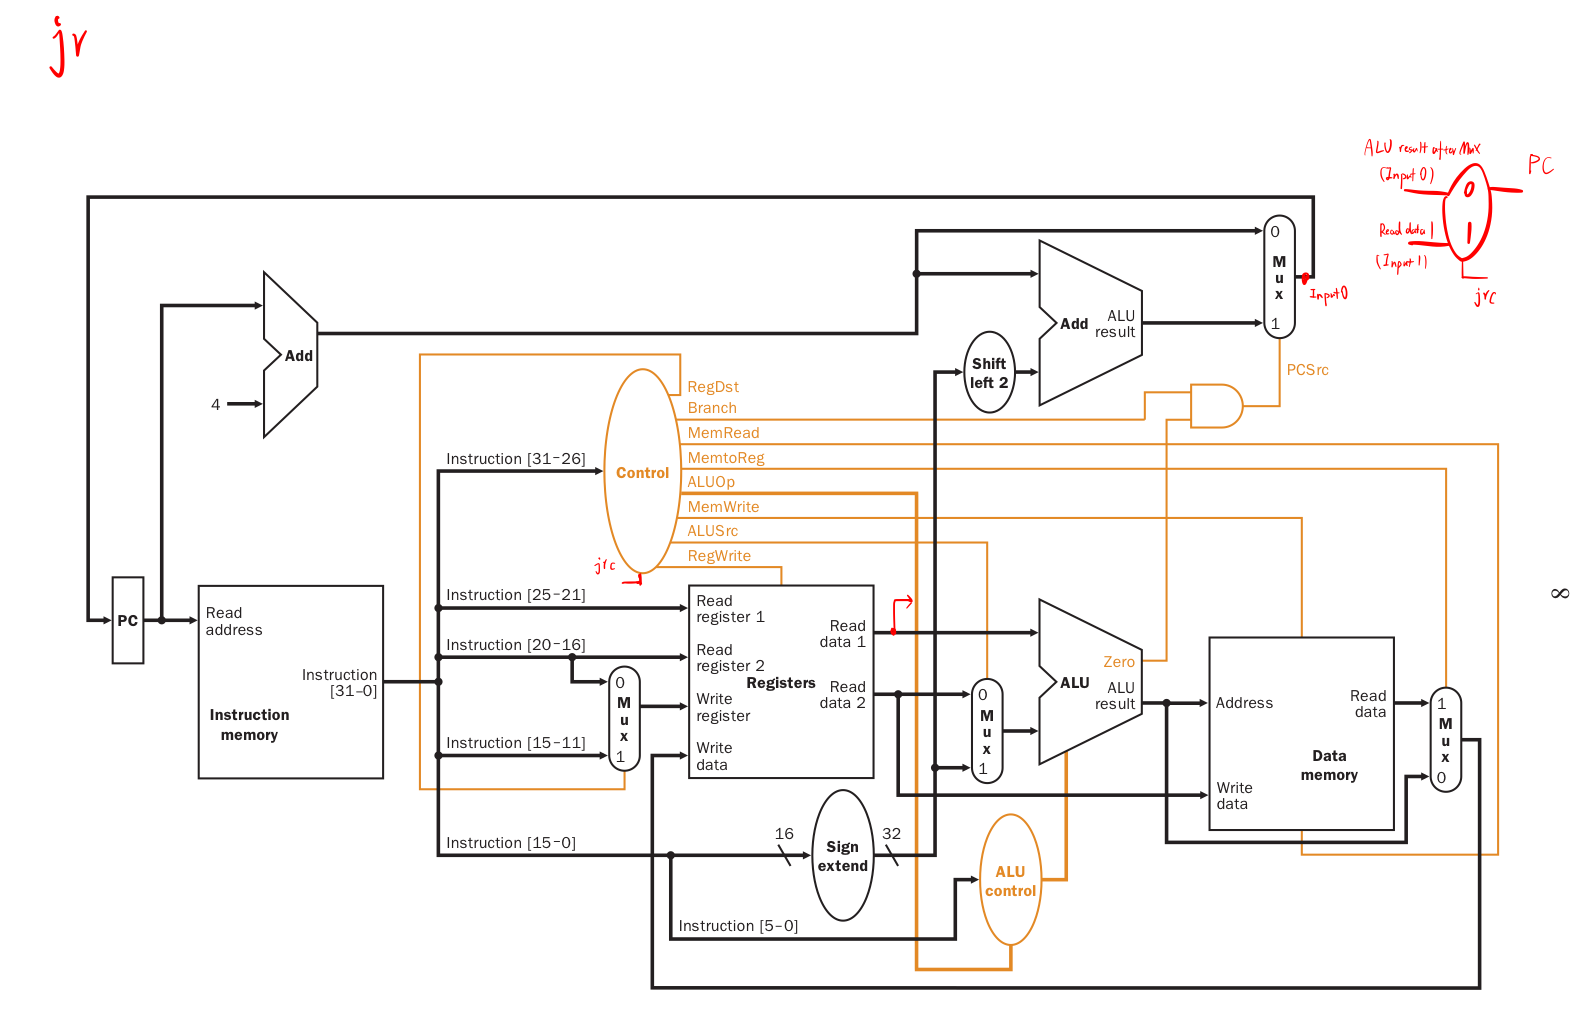 jr
ALU result after Mux
(Input 0)
0
PC
Read data 1
(Input 1)
1
jrc
0
M
u
x
1
Input 0
PCSrc
Add
ALU
result
Shift
left 2
Add
4
RegDst
Branch
MemRead
MemtoReg
ALUOp
MemWrite
ALUSrc
RegWrite
Control
jrc
Instruction [31–26]
Instruction [25–21]
Instruction [20–16]
Instruction [15–11]
Instruction [15–0]
Instruction [5–0]
PC
Read
address
Instruction
[31–0]
Instruction
memory
0
M
u
x
1
Read
register 1
Read
register 2
Write
register
Write
data
Registers
Read
data 1
Read
data 2
16
Sign
extend
32
0
M
u
x
1
Zero
ALU
ALU
result
ALU
control
Address
Write
data
Read
data
Data
memory
1
M
u
x
0
∞